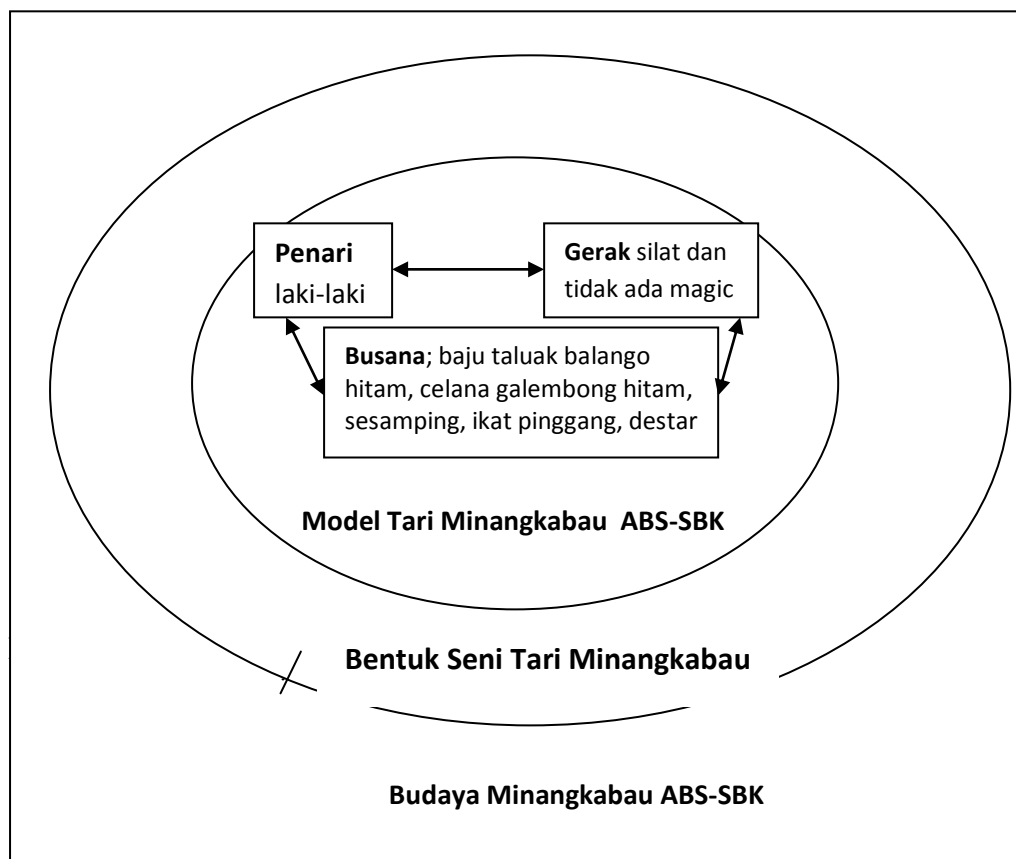 Penari
laki-laki
Gerak silat dan
tidak ada magic
Busana; baju taluak balango
hitam, celana galembong hitam,
sesamping, ikat pinggang, destar
Model Tari Minangkabau ABS-SBK
Bentuk Seni Tari Minangkabau
Budaya Minangkabau ABS-SBK